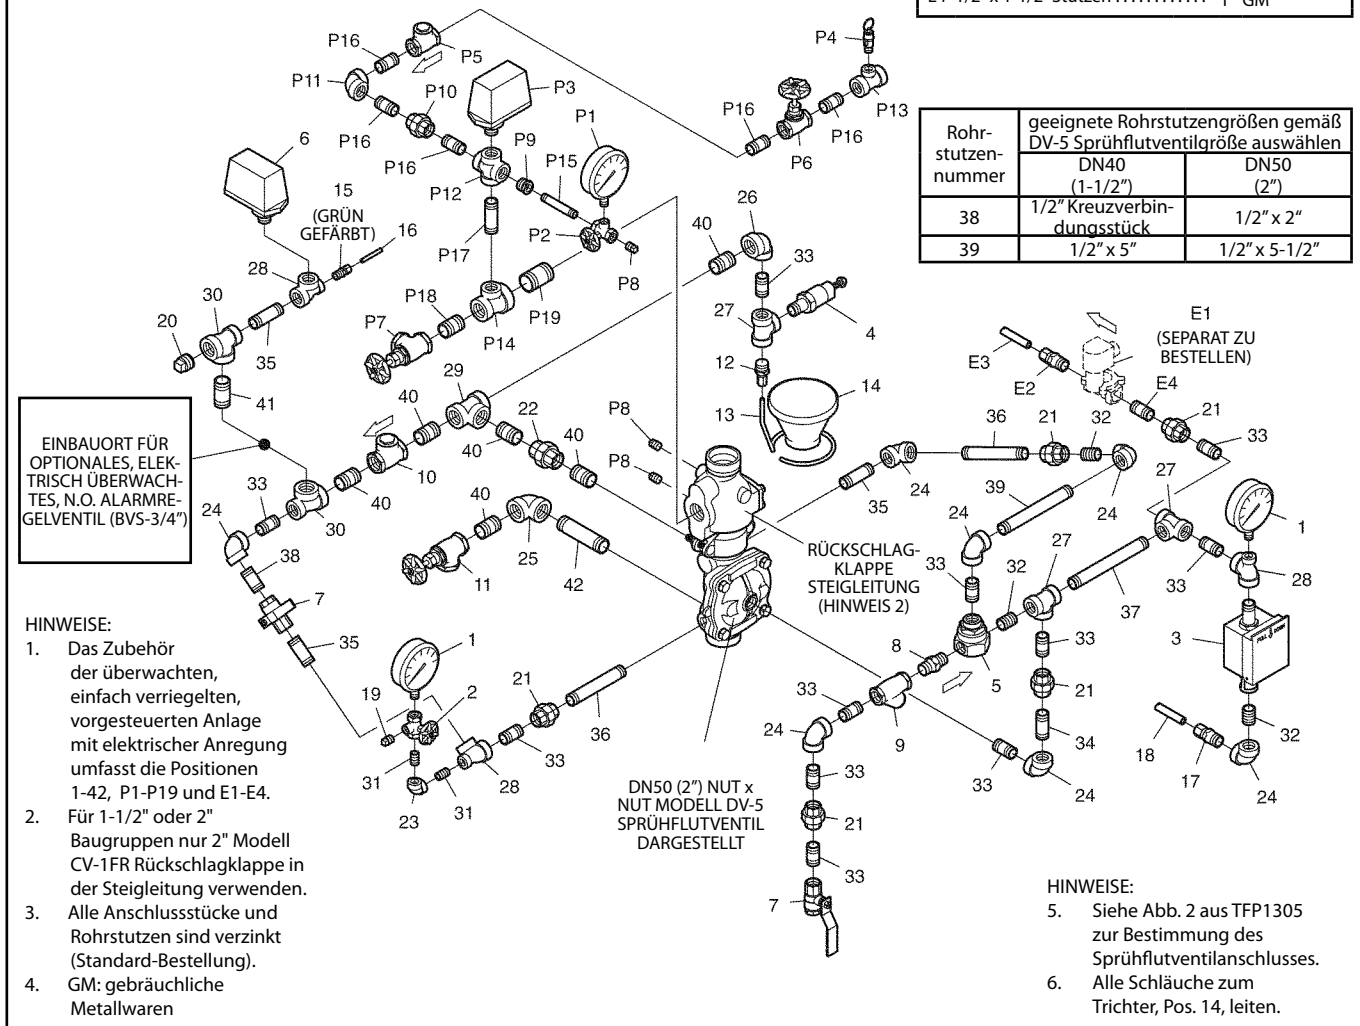 1 GM
Rohr-
stutzen-
nummer
geeignete Rohrstutzengrößen gemäß
DV-5 Sprühflutventilgröße auswählen
DN40
(1-1/2”)
DN50
(2”)
38
1/2” Kreuzverbin-
dungsstück
1/2” x 2“
39
1/2” x 5”
1/2” x 5-1/2”
P16
P5
P4
P11
P10
P3
P13
P16
P1
P16
P16
P6
6
P16
P9
P15
P12
15
(GRÜN
GEFÄRBT)
16
26
P2
40
P17
28
P8
33
30
P18
P19
27
4
E1
(SEPARAT ZU
BESTELLEN)
20
P7
35
P14
E3
E2
12
14
29
E4
41
40
13
21
22
P8
36
21
32
33
EINBAUORT FÜR
OPTIONALES, ELEK-
TRISCH ÜBERWACH-
TES, N.O. ALARMRE-
GELVENTIL (BVS-3/4”)
40
40
10
P8
27
24
33
40
40
35
24
39
24
30
24
1
25
RÜCKSCHLAG-
KLAPPE
STEIGLEITUNG
(HINWEIS 2)
27
38
11
42
33
32
33
28
7
37
HINWEISE:
1. Das Zubehör
der überwachten,
einfach verriegelten,
vorgesteuerten Anlage
mit elektrischer Anregung
umfasst die Positionen
1-42, P1-P19 und E1-E4.
2. Für 1-1/2" oder 2"
Baugruppen nur 2" Modell
CV-1FR Rückschlagklappe in
der Steigleitung verwenden.
3. Alle Anschlussstücke und
Rohrstutzen sind verzinkt
(Standard-Bestellung).
4. GM: gebräuchliche
Metallwaren
35
1
8
33
3
19
2
21
33
5
21
24
9
18
32
36
34
31
33
33
17
28
33
24
24
23
31
DN50 (2”) NUT x
NUT MODELL DV-5
SPRÜHFLUTVENTIL
DARGESTELLT
21
33
7
HINWEISE:
5. Siehe Abb. 2 aus TFP1305
zur Bestimmung des
Sprühflutventilanschlusses.
6. Alle Schläuche zum
Trichter, Pos. 14, leiten.